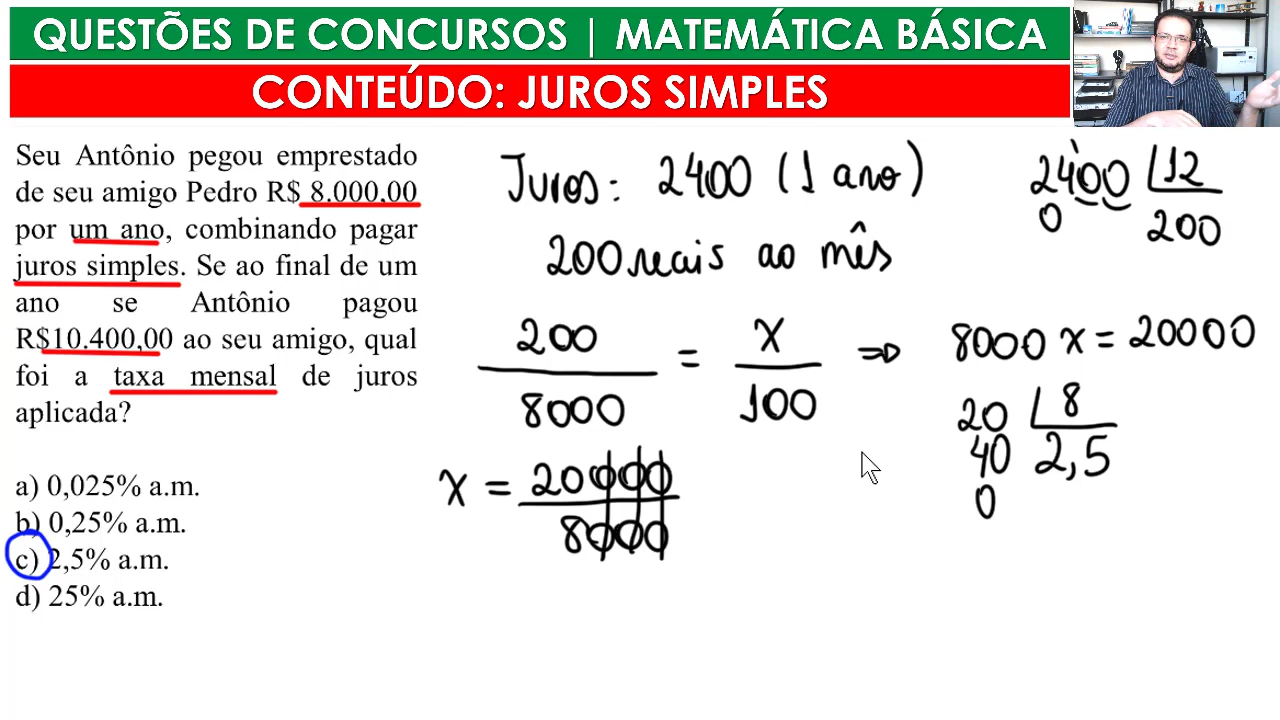 QUESTÕES DE CONCURSOS | MATEMÁTICA BÁSICA
CONTEÚDO: JUROS SIMPLES
Seu Antônio pegou emprestado
de seu amigo Pedro R$ 8.000,00
por um ano, combinando pagar
juros simples. Se ao final de um
ano se Antônio pagou
R$10.400,00 ao seu amigo, qual
foi a taxa mensal de juros
aplicada?
a) 0,025% a.m.
b) 0,25% a.m.
c) 2,5% a.m.
d) 25% a.m.
Juros: 2400 (1 ano)
200 reais ao mês
200
8000
=
x
100
⇒ 8000 x = 20000
x = 20000
8000
2400 12
0 200
20 8
40 2,5
0